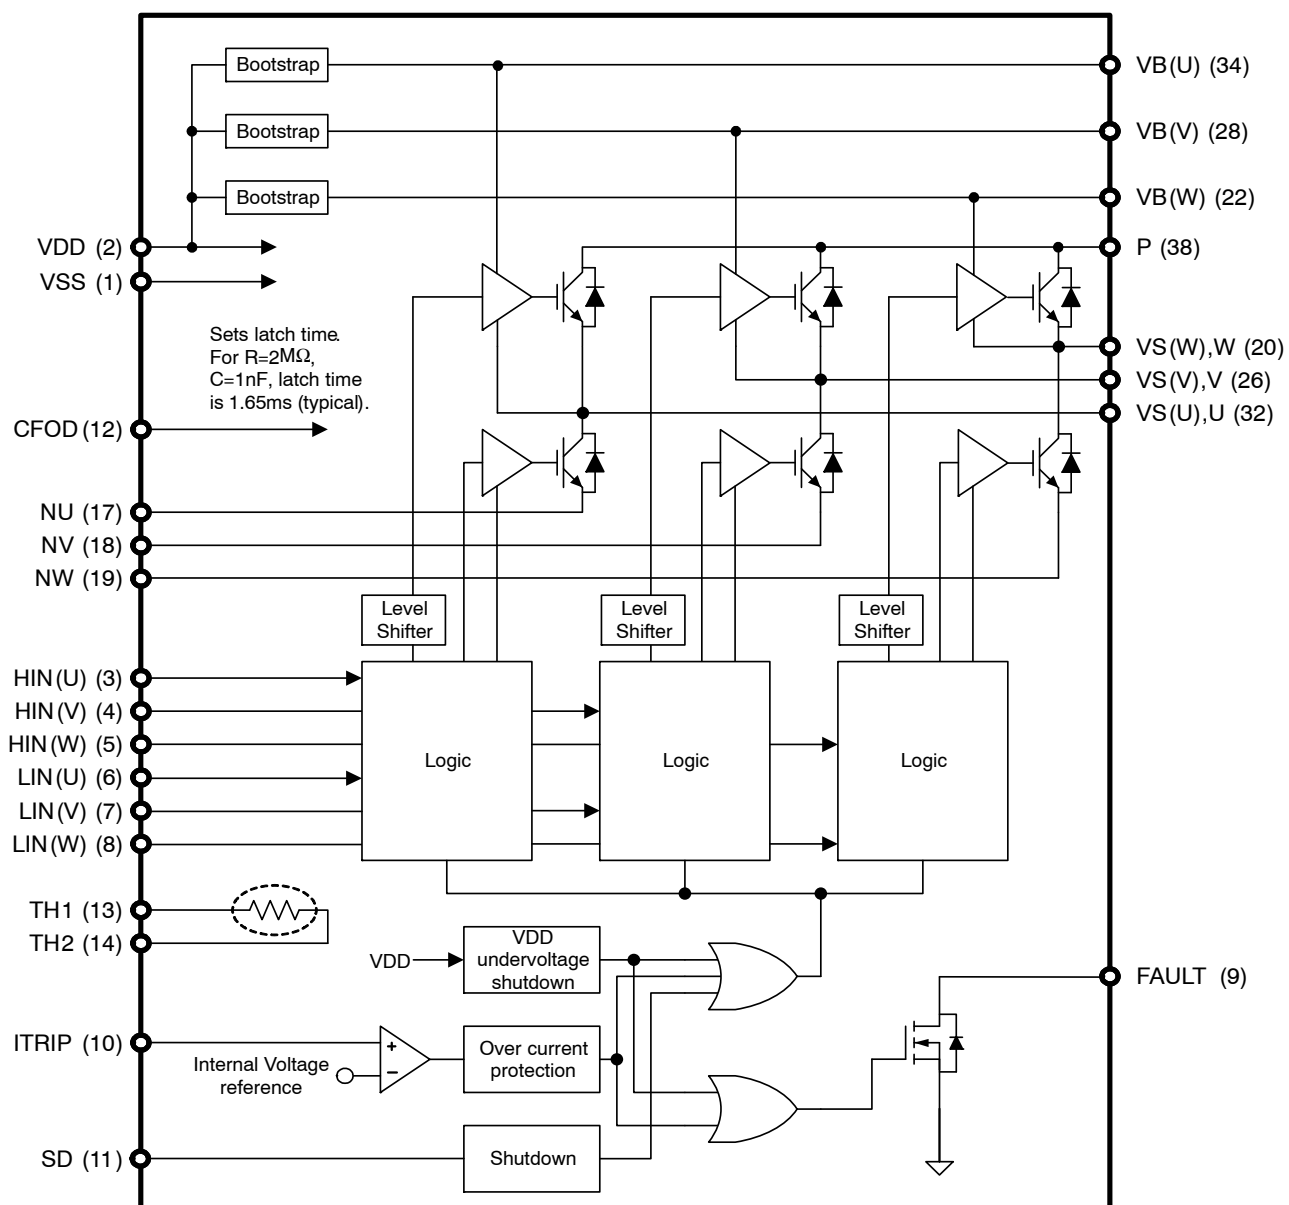 Bootstrap
VB(U) (34)
Bootstrap
VB(V) (28)
Bootstrap
VB(W) (22)
VDD (2)
P (38)
VSS (1)
Sets latch time.
For R=2MΩ,
C=1nF, latch time
is 1.65ms (typical).
VS(W),W (20)
VS(V),V (26)
VS(U),U (32)
CFOD (12)
NU (17)
NV (18)
NW (19)
Level
Shifter
Level
Shifter
Level
Shifter
HIN(U) (3)
HIN(V) (4)
HIN(W) (5)
LIN(U) (6)
LIN(V) (7)
LIN(W) (8)
Logic
Logic
Logic
TH1 (13)
TH2 (14)
VDD
VDD
undervoltage
shutdown
FAULT (9)
ITRIP (10)
+
−
Internal Voltage
reference
Over current
protection
SD (11)
Shutdown